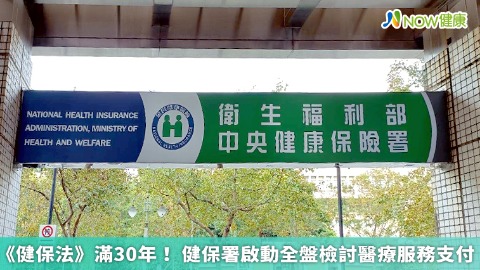 NOW健康
NATIONAL HEALTH INSURANCE
ADMINISTRATION, MINISTRY OF
HEALTH AND WELFARE
衛生福利部
中央健康保險署
《健保法》滿30年！ 健保署啟動全盤檢討醫療服務支付